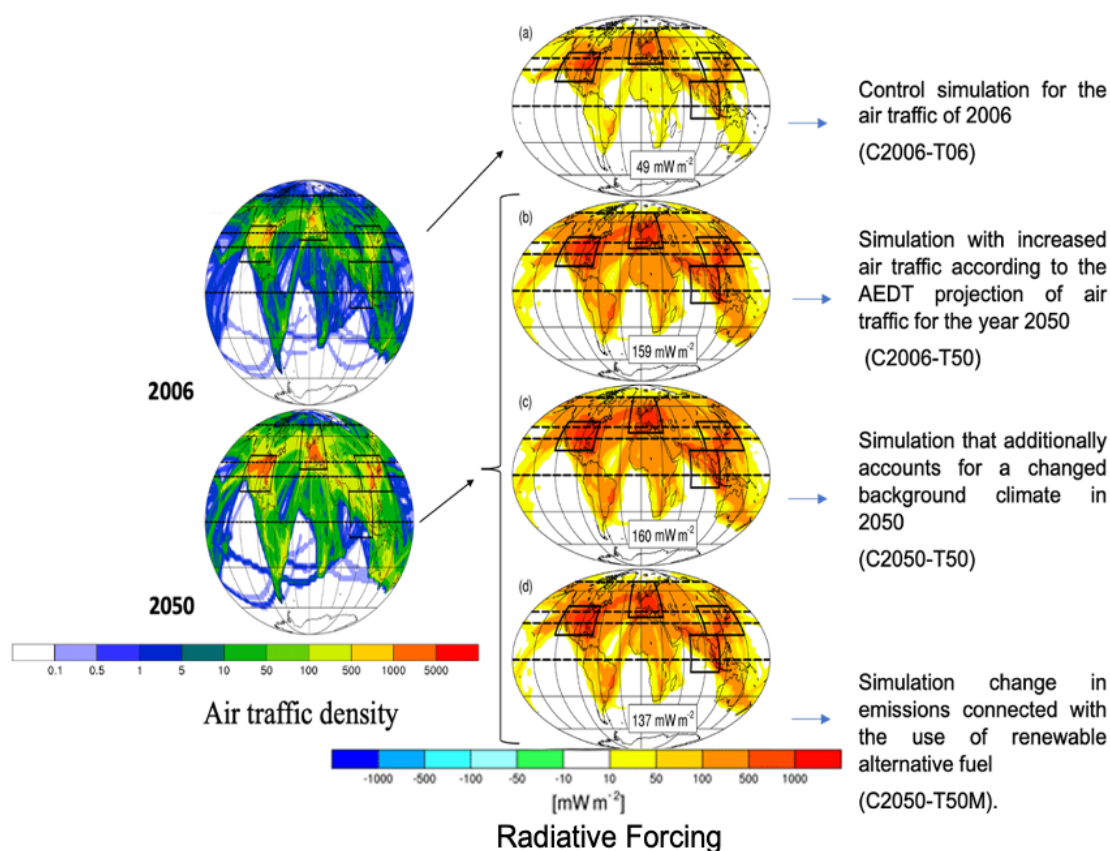 (a)
49 mW m⁻²
Control simulation for the
air traffic of 2006
(C2006-T06)
2006
(b)
159 mW m⁻²
Simulation with increased
air traffic according to the
AEDT projection of air
traffic for the year 2050
(C2006-T50)
2050
(c)
160 mW m⁻²
Simulation that additionally
accounts for a changed
background climate in
2050
(C2050-T50)
0.1 0.5 1 5 10 50 100 500 1000 5000
Air traffic density
(d)
137 mW m⁻²
Simulation change in
emissions connected with
the use of renewable
alternative fuel
(C2050-T50M).
-1000 -500 -100 -50 -10 10 50 100 500 1000
[mW m⁻²]
Radiative Forcing